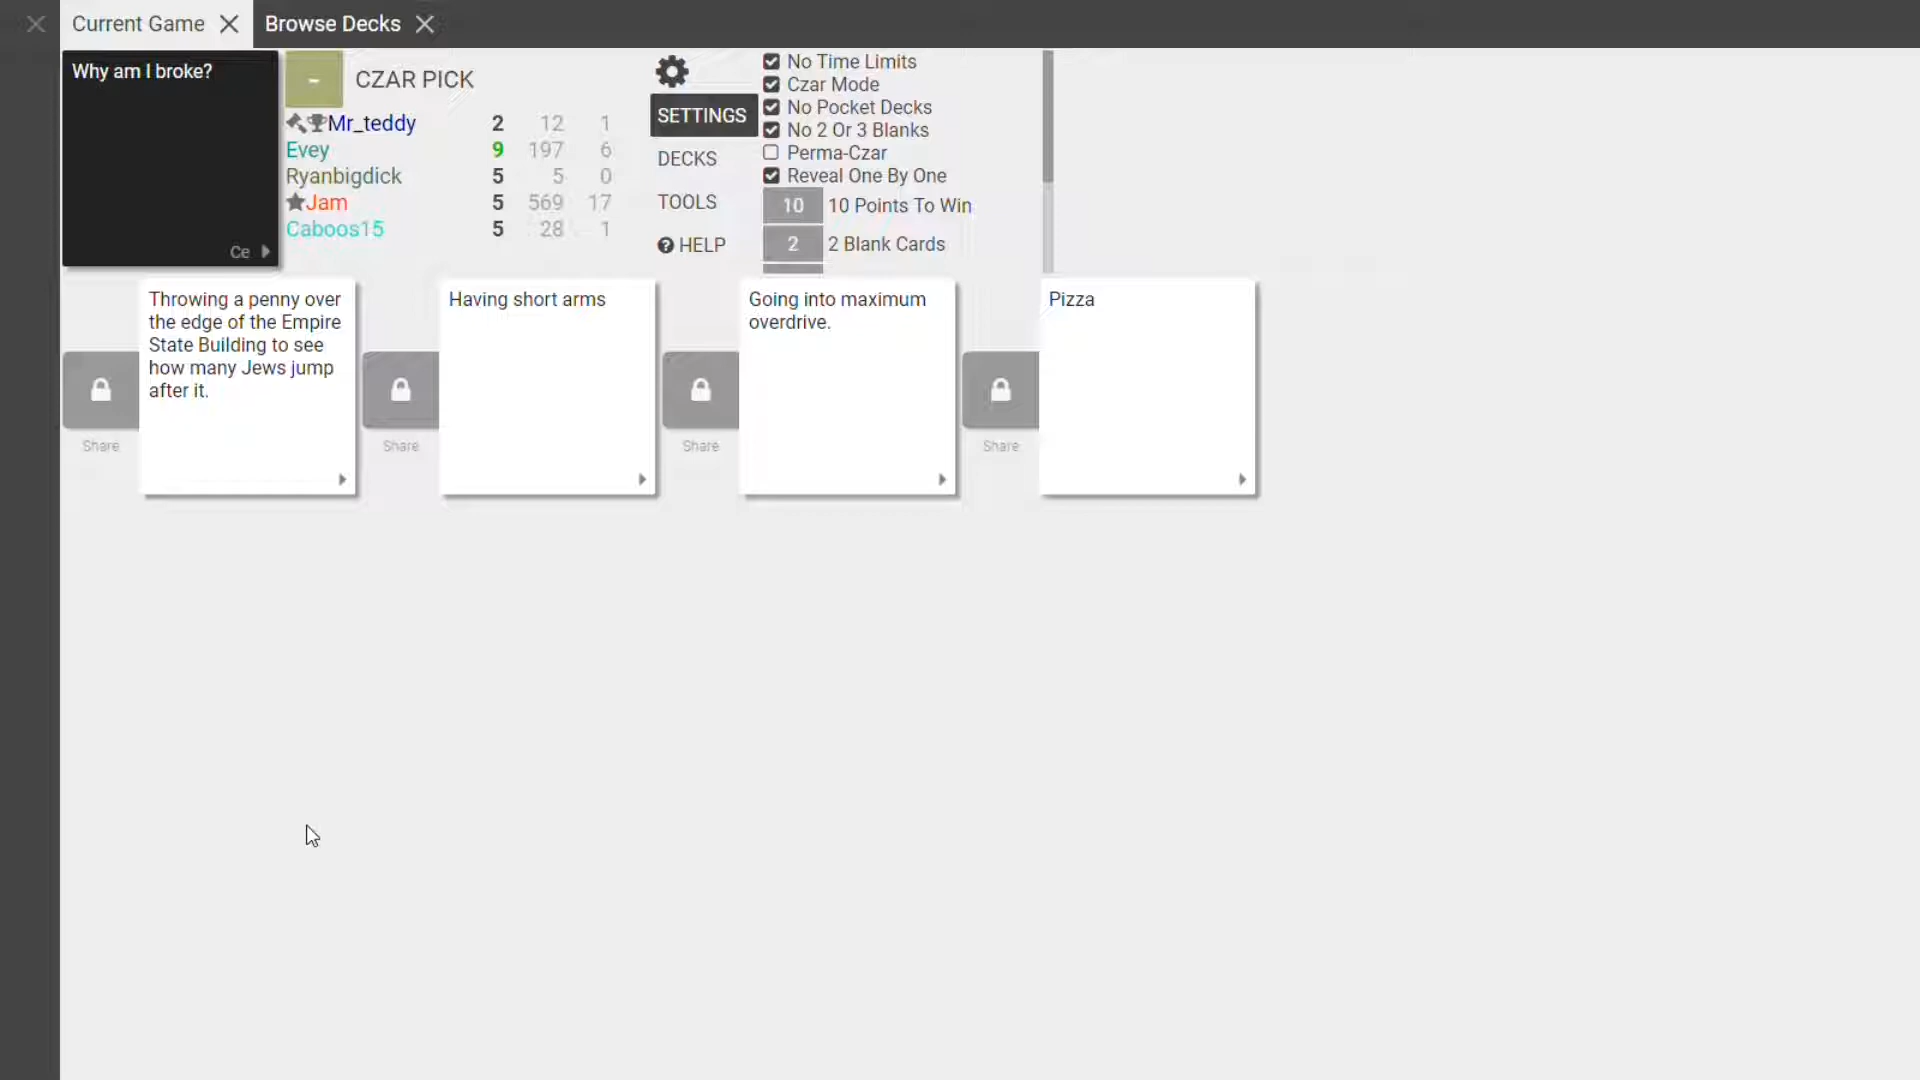 Current Game
Browse Decks
Why am I broke?
Ce
-
CZAR PICK
Mr_teddy 2 12 1
Evey 9 197 6
Ryanbigdick 5 5 0
Jam 5 569 17
Caboos15 5 28 1
SETTINGS
DECKS
TOOLS
HELP
No Time Limits
Czar Mode
No Pocket Decks
No 2 Or 3 Blanks
Perma-Czar
Reveal One By One
10 10 Points To Win
2 2 Blank Cards
Share
Throwing a penny over
the edge of the Empire
State Building to see
how many Jews jump
after it.
Share
Having short arms
Share
Going into maximum
overdrive.
Share
Pizza